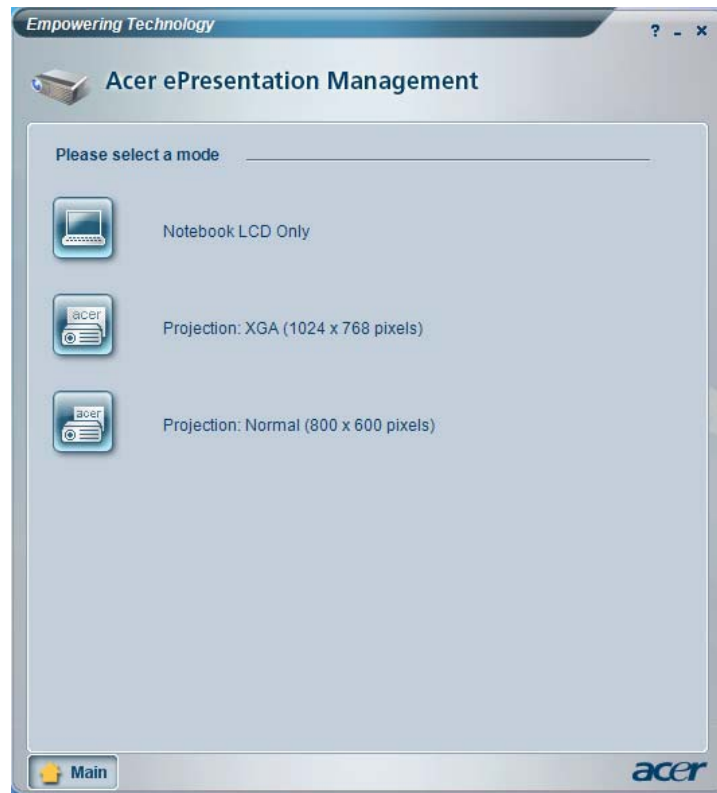 Empowering Technology
? - ×
Acer ePresentation Management
Please select a mode
Notebook LCD Only
acer
Projection: XGA (1024 x 768 pixels)
acer
Projection: Normal (800 x 600 pixels)
Main
acer